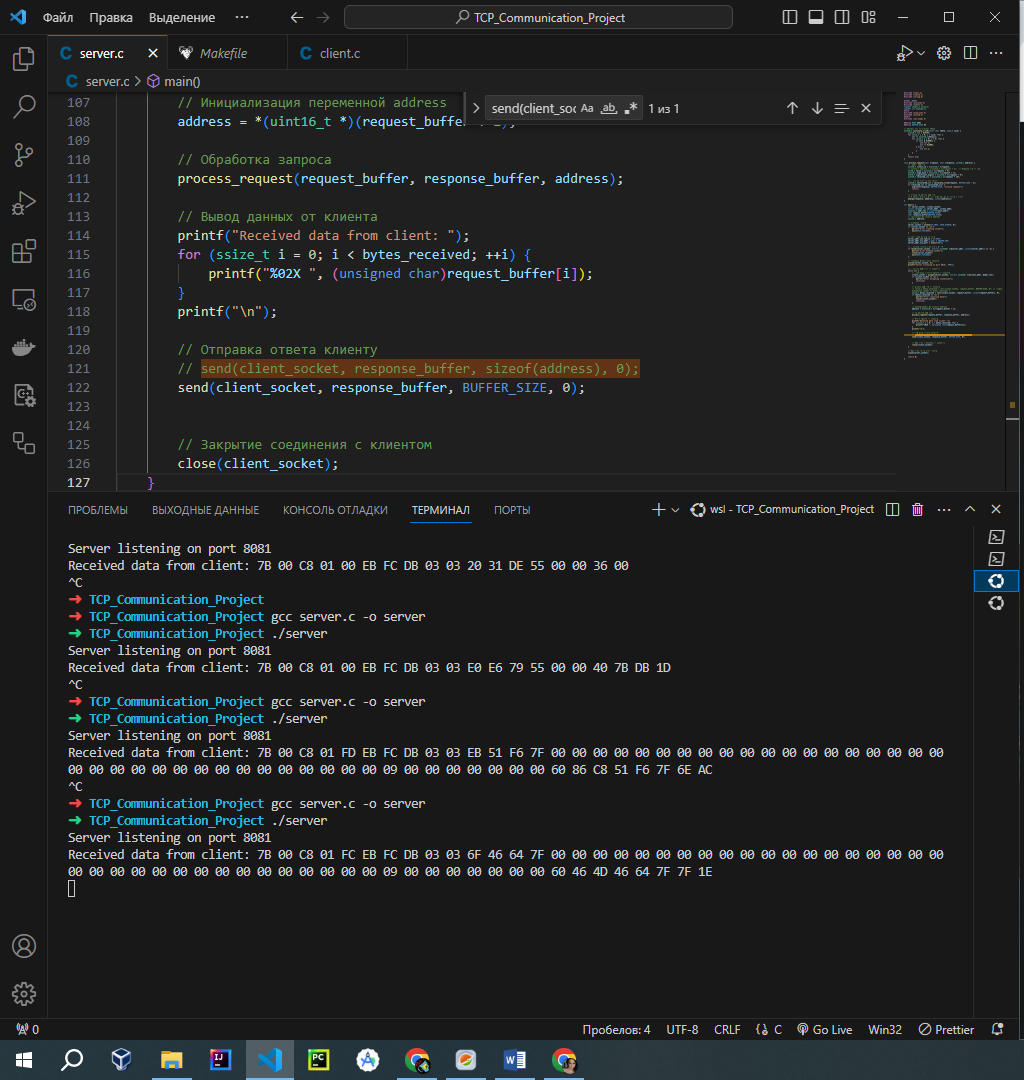 Файл Правка Выделение ··· TCP_Communication_Project
server.c Makefile client.c
server.c > main()
send(client_soc Aa ab 1 из 1
107 // Инициализация переменной address
108 address = *(uint16_t *)(request_buffer
109
110 // Обработка запроса
111 process_request(request_buffer, response_buffer, address);
112
113 // Вывод данных от клиента
114 printf("Received data from client: ");
115 for (ssize_t i = 0; i < bytes_received; ++i) {
116 printf("%02X ", (unsigned char)request_buffer[i]);
117 }
118 printf("\n");
119
120 // Отправка ответа клиенту
121 // send(client_socket, response_buffer, sizeof(address), 0);
122 send(client_socket, response_buffer, BUFFER_SIZE, 0);
123
124
125 // Закрытие соединения с клиентом
126 close(client_socket);
127 }
ПРОБЛЕМЫ ВЫХОДНЫЕ ДАННЫЕ КОНСОЛЬ ОТЛАДКИ ТЕРМИНАЛ ПОРТЫ wsl - TCP_Communication_Project
Server listening on port 8081
Received data from client: 7B 00 C8 01 00 EB FC DB 03 03 20 31 DE 55 00 00 36 00
^C
➜ TCP_Communication_Project
➜ TCP_Communication_Project gcc server.c -o server
➜ TCP_Communication_Project ./server
Server listening on port 8081
Received data from client: 7B 00 C8 01 00 EB FC DB 03 03 E0 E6 79 55 00 00 40 7B DB 1D
^C
➜ TCP_Communication_Project gcc server.c -o server
➜ TCP_Communication_Project ./server
Server listening on port 8081
Received data from client: 7B 00 C8 01 FD EB FC DB 03 03 EB 51 F6 7F 00 00 00 00 00 00 00 00 00 00 00 00 00 00 00 00 00 00 00
00 00 00 00 00 00 00 00 00 00 00 00 00 00 00 09 00 00 00 00 00 00 00 60 86 C8 51 F6 7F 6E AC
^C
➜ TCP_Communication_Project gcc server.c -o server
➜ TCP_Communication_Project ./server
Server listening on port 8081
Received data from client: 7B 00 C8 01 FC EB FC DB 03 03 6F 46 64 7F 00 00 00 00 00 00 00 00 00 00 00 00 00 00 00 00 00 00 00
00 00 00 00 00 00 00 00 00 00 00 00 00 00 00 09 00 00 00 00 00 00 00 60 46 4D 46 64 7F 7F 1E
0 Пробелов: 4 UTF-8 CRLF C Go Live Win32 Prettier